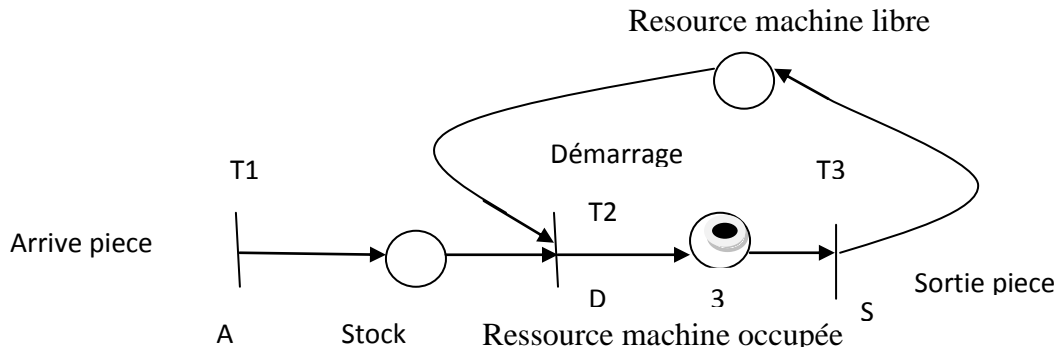 Resource machine libre
Démarrage
T1
T3
T2
Arrive piece
Sortie piece
D
3
S
A
Stock
Ressource machine occupée